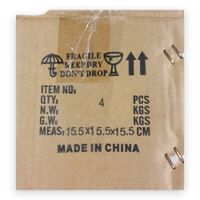 FRAGILE
KEEP DRY
DON'T DROP
ITEM NO:
QTY: 4 PCS
N.W: KGS
G.W: KGS
MEAS: 15.5X15.5X15.5 CM
MADE IN CHINA